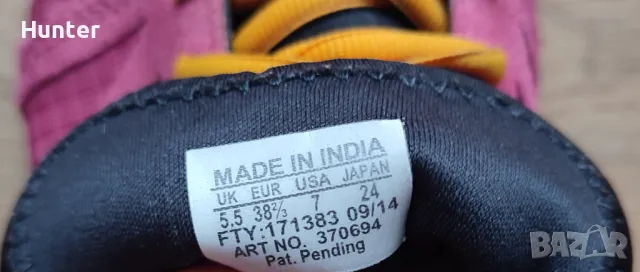 Hunter
MADE IN INDIA
UK EUR USA JAPAN
5.5 38⅔ 7 24
FTY:171383 09/14
ART NO. 370694
Pat. Pending
BAZAR